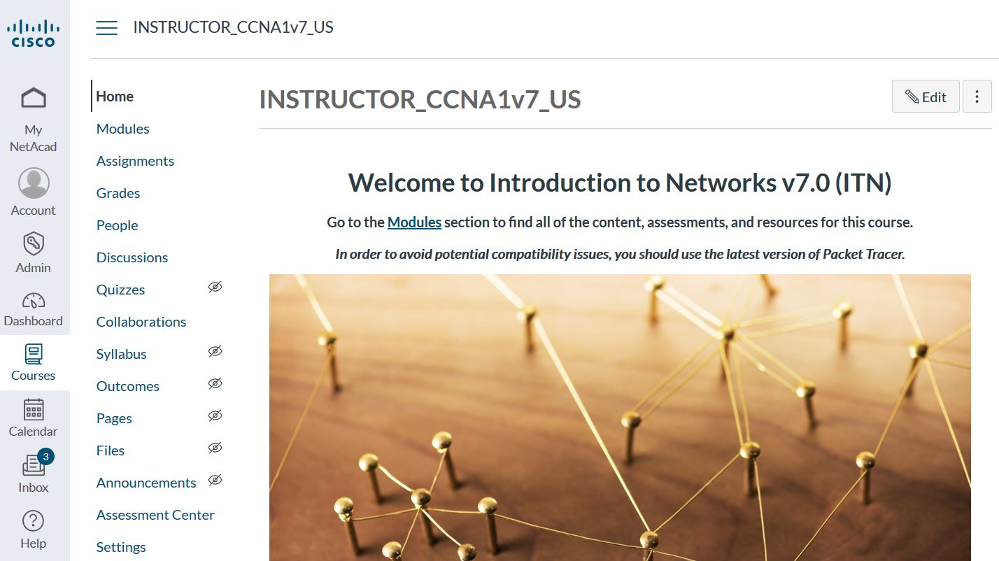 CISCO
My
NetAcad
Account
Admin
Dashboard
Courses
Calendar
3
Inbox
Help
INSTRUCTOR_CCNA1v7_US
Home
Modules
Assignments
Grades
People
Discussions
Quizzes
Collaborations
Syllabus
Outcomes
Pages
Files
Announcements
Assessment Center
Settings
INSTRUCTOR_CCNA1v7_US
Edit
Welcome to Introduction to Networks v7.0 (ITN)
Go to the Modules section to find all of the content, assessments, and resources for this course.
In order to avoid potential compatibility issues, you should use the latest version of Packet Tracer.